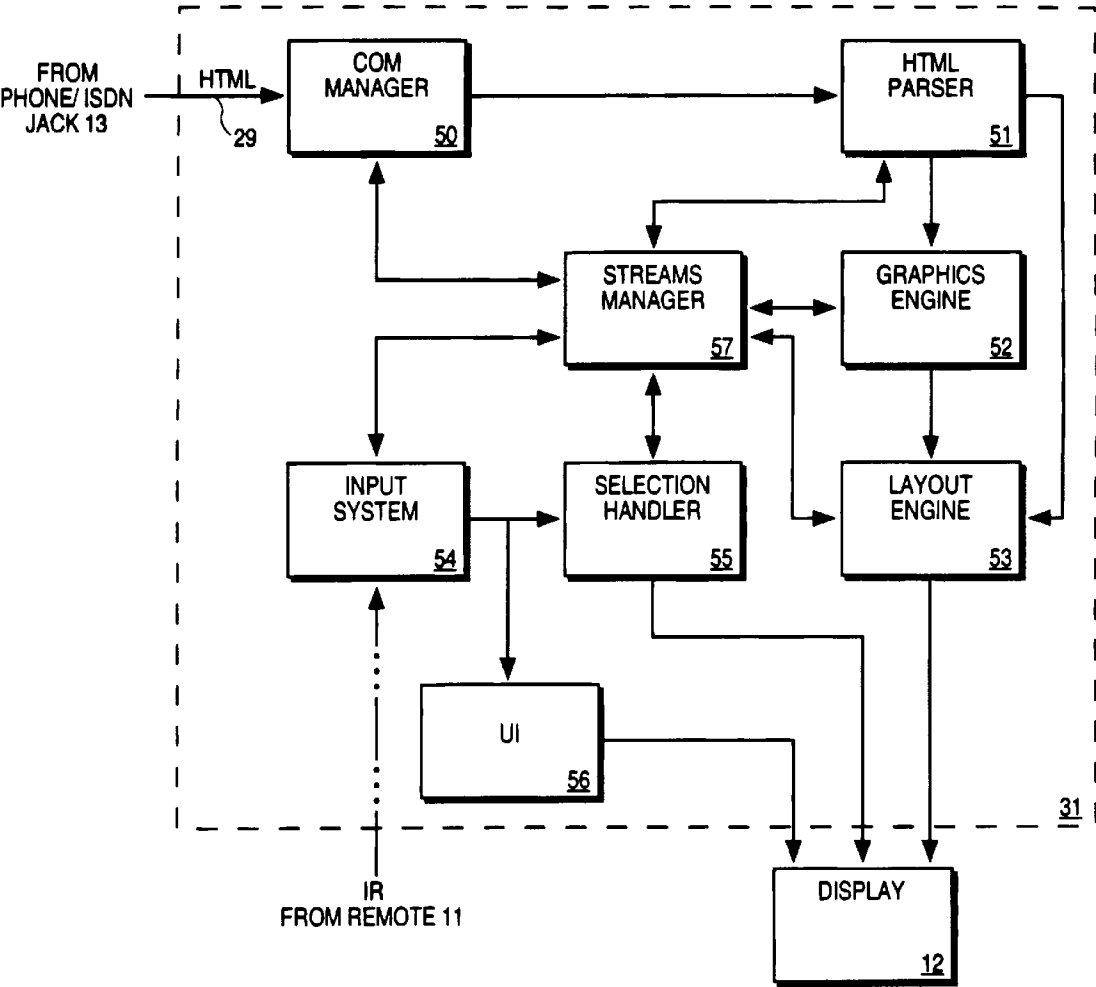 FROM
PHONE/ ISDN
JACK 13
HTML
29
COM
MANAGER
50
HTML
PARSER
51
STREAMS
MANAGER
57
GRAPHICS
ENGINE
52
INPUT
SYSTEM
54
SELECTION
HANDLER
55
LAYOUT
ENGINE
53
UI
56
31
IR
FROM REMOTE 11
DISPLAY
12